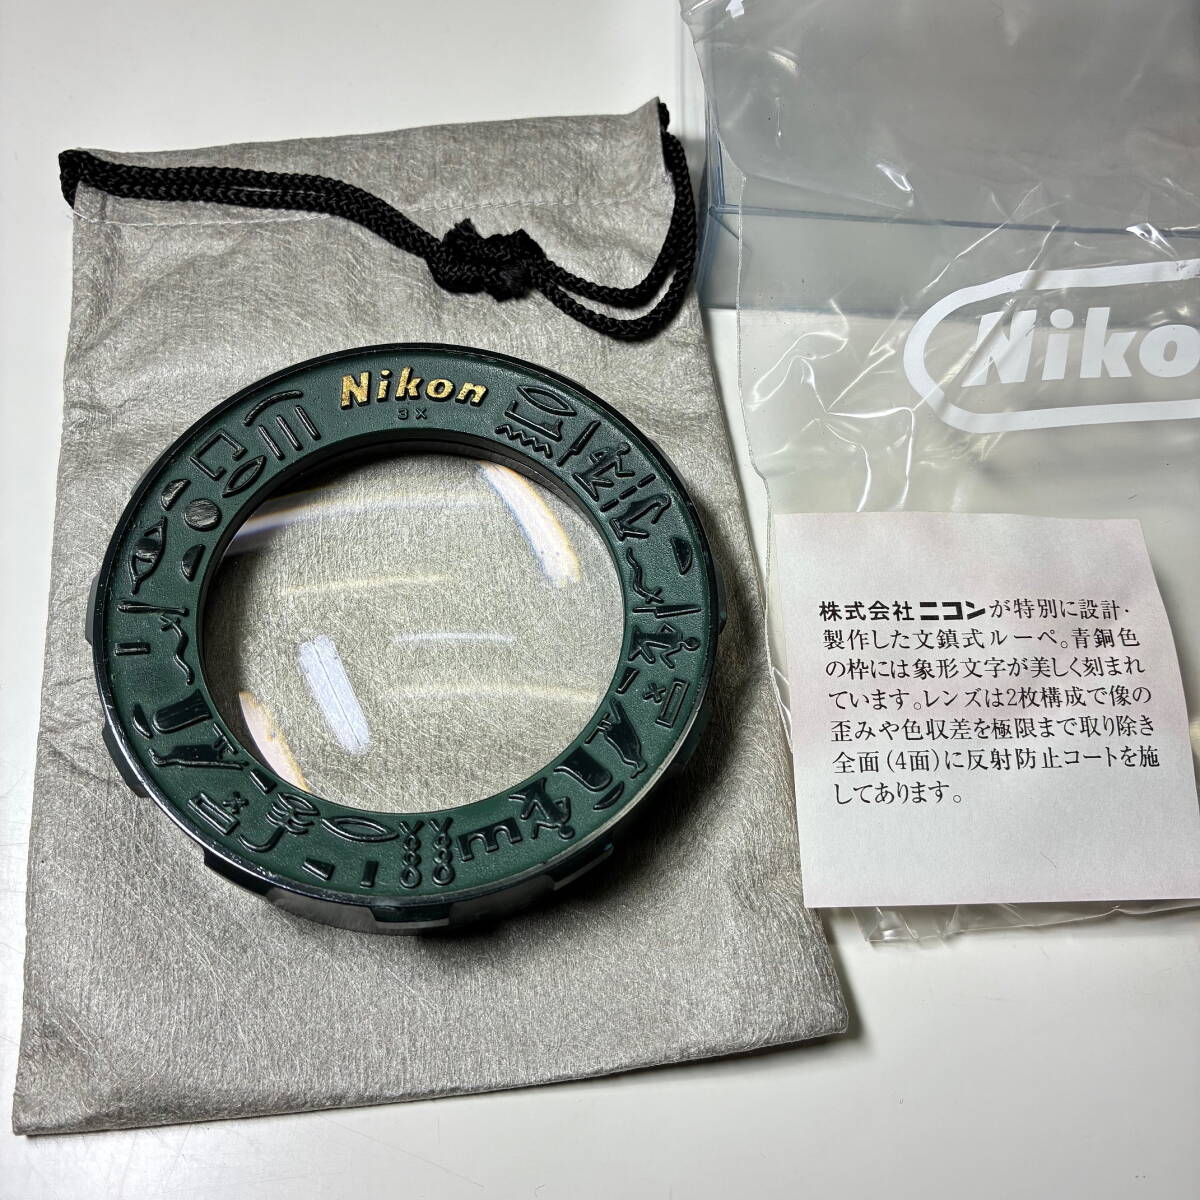 Nikon
3X
Niko
株式会社ニコンが特別に設計・
製作した文鎮式ルーペ。青銅色
の枠には象形文字が美しく刻まれ
ています。レンズは2枚構成で像の
歪みや色収差を極限まで取り除き
全面(4面)に反射防止コートを施
してあります。